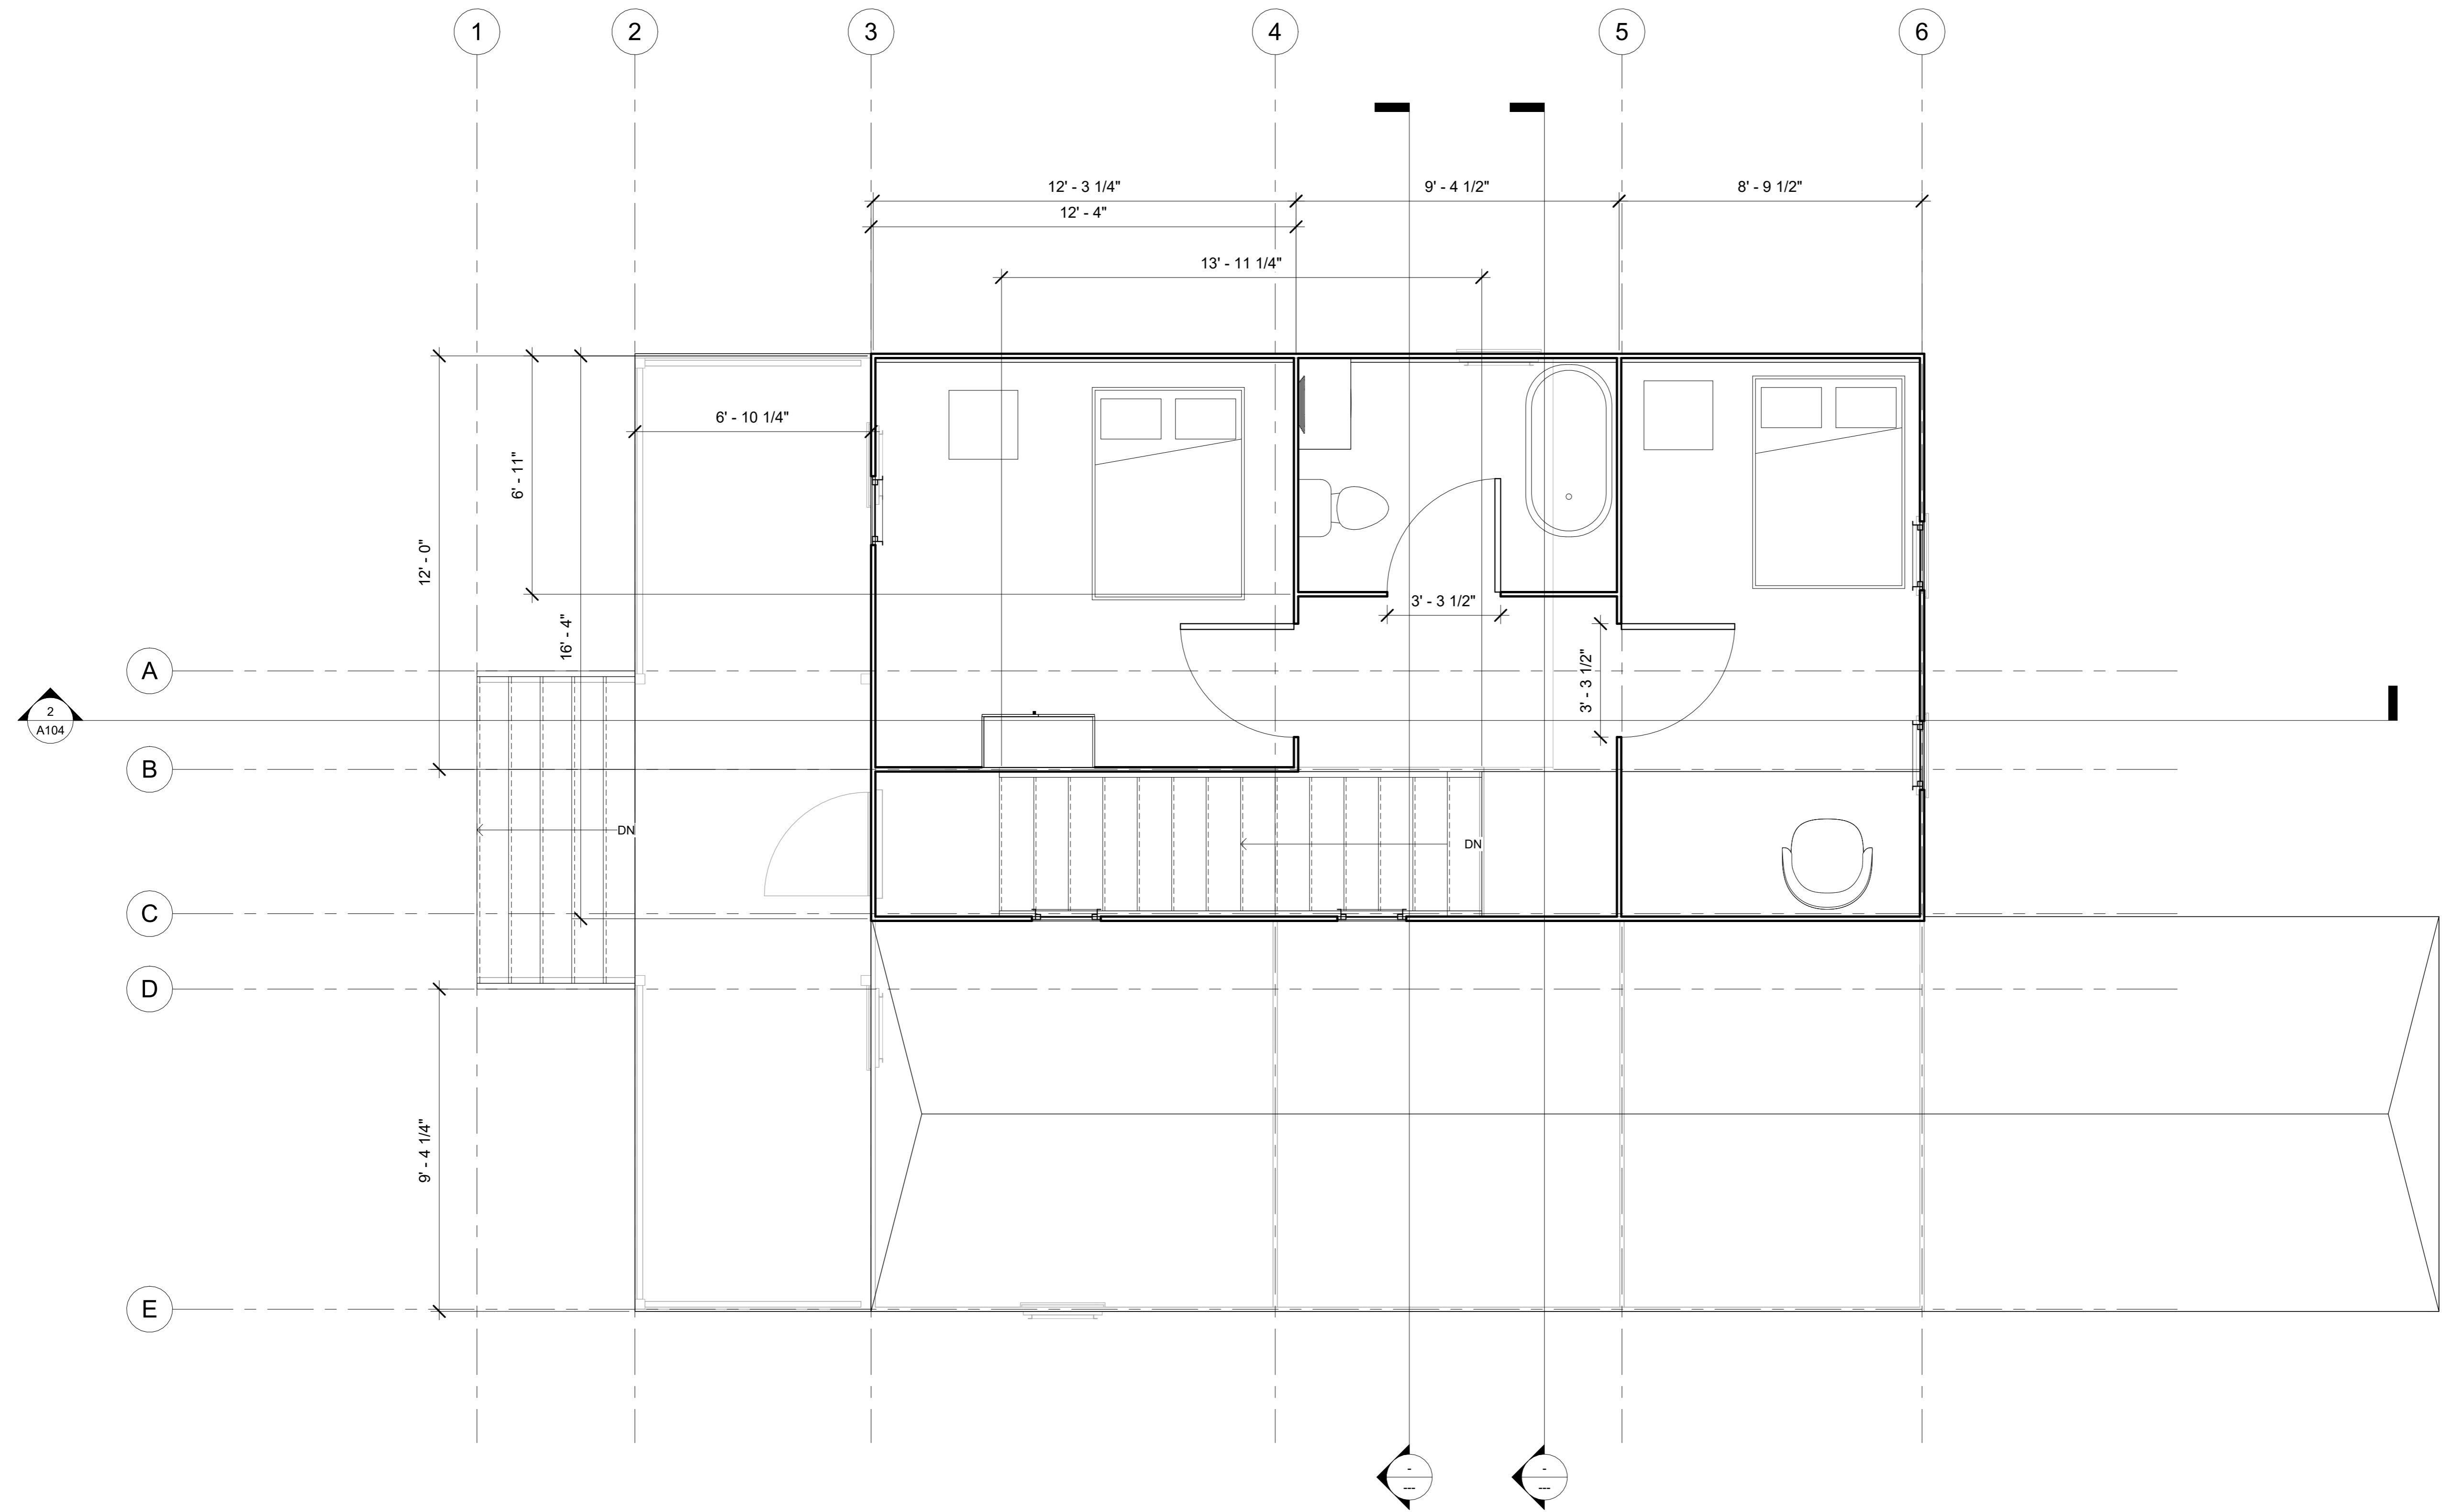 1 2 3 4 5 6
12' - 3 1/4" 9' - 4 1/2" 8' - 9 1/2"
12' - 4"
13' - 11 1/4"
6' - 10 1/4"
6' - 11"
12' - 0"
16' - 4"
3' - 3 1/2"
3' - 3 1/2"
A
2
A104
B
DN
DN
C
D
9' - 4 1/4"
E
- -
--- ---